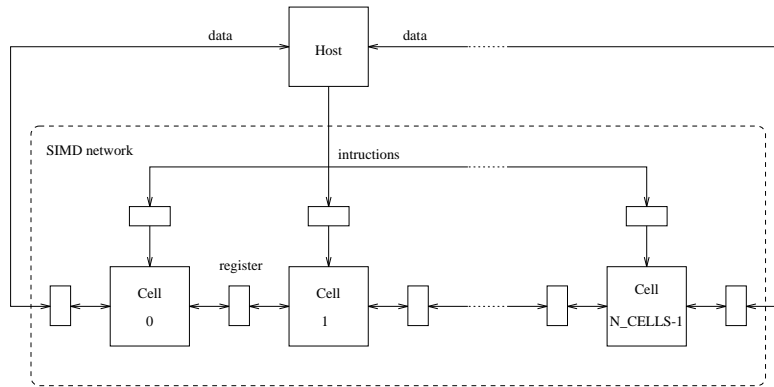 data
data
Host
SIMD network
intructions
register
Cell
0
Cell
1
Cell
N_CELLS-1